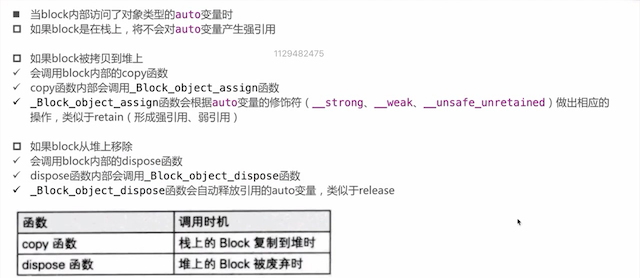 当block内部访问了对象类型的auto变量时
如果block是在栈上，将不会对auto变量产生强引用
1129482475
如果block被拷贝到堆上
会调用block内部的copy函数
copy函数内部会调用_Block_object_assign函数
_Block_object_assign函数会根据auto变量的修饰符（__strong、__weak、__unsafe_unretained）做出相应的
操作，类似于retain（形成强引用、弱引用）
如果block从堆上移除
会调用block内部的dispose函数
dispose函数内部会调用_Block_object_dispose函数
_Block_object_dispose函数会自动释放引用的auto变量，类似于release
函数 调用时机
copy 函数 栈上的 Block 复制到堆时
dispose 函数 堆上的 Block 被废弃时